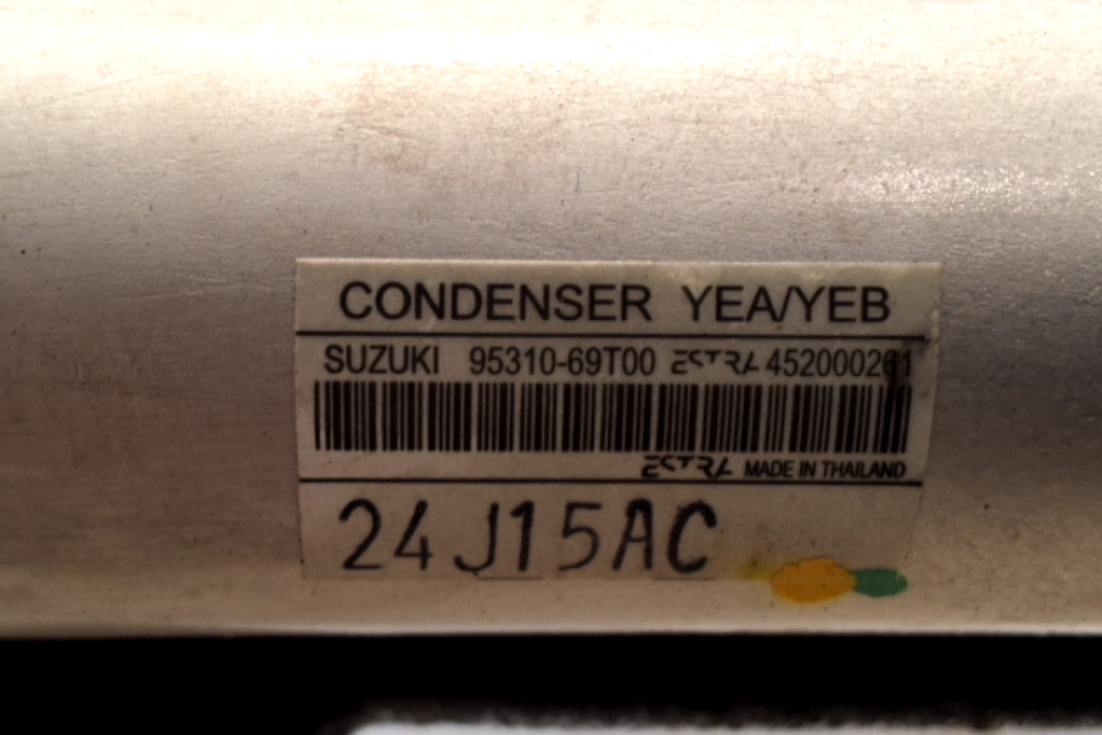 CONDENSER YEA/YEB
SUZUKI 95310-69T00 ESTRA 452000261
ESTRA MADE IN THAILAND
24J15AC